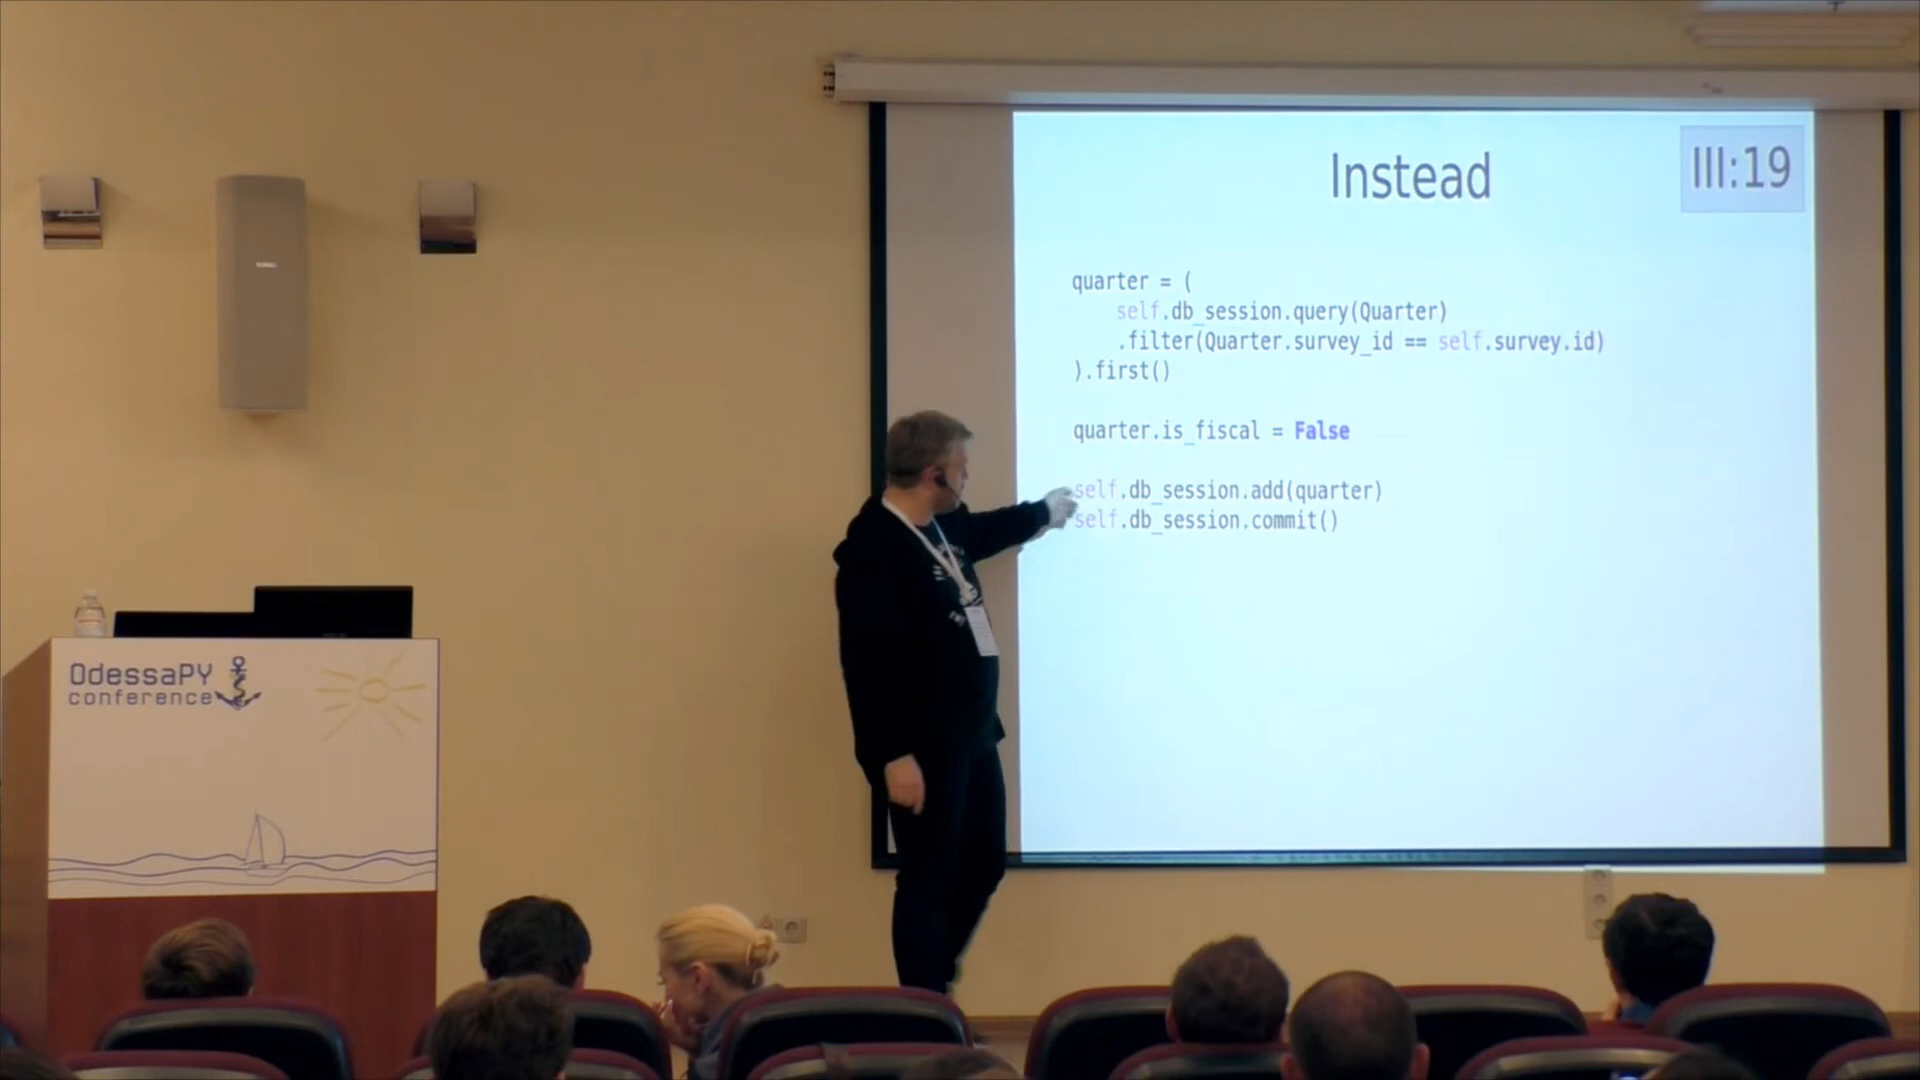 Instead
III:19
quarter = (
    self.db_session.query(Quarter)
    .filter(Quarter.survey_id == self.survey.id)
).first()
quarter.is_fiscal = False
self.db_session.add(quarter)
self.db_session.commit()
OdessaPY
conference